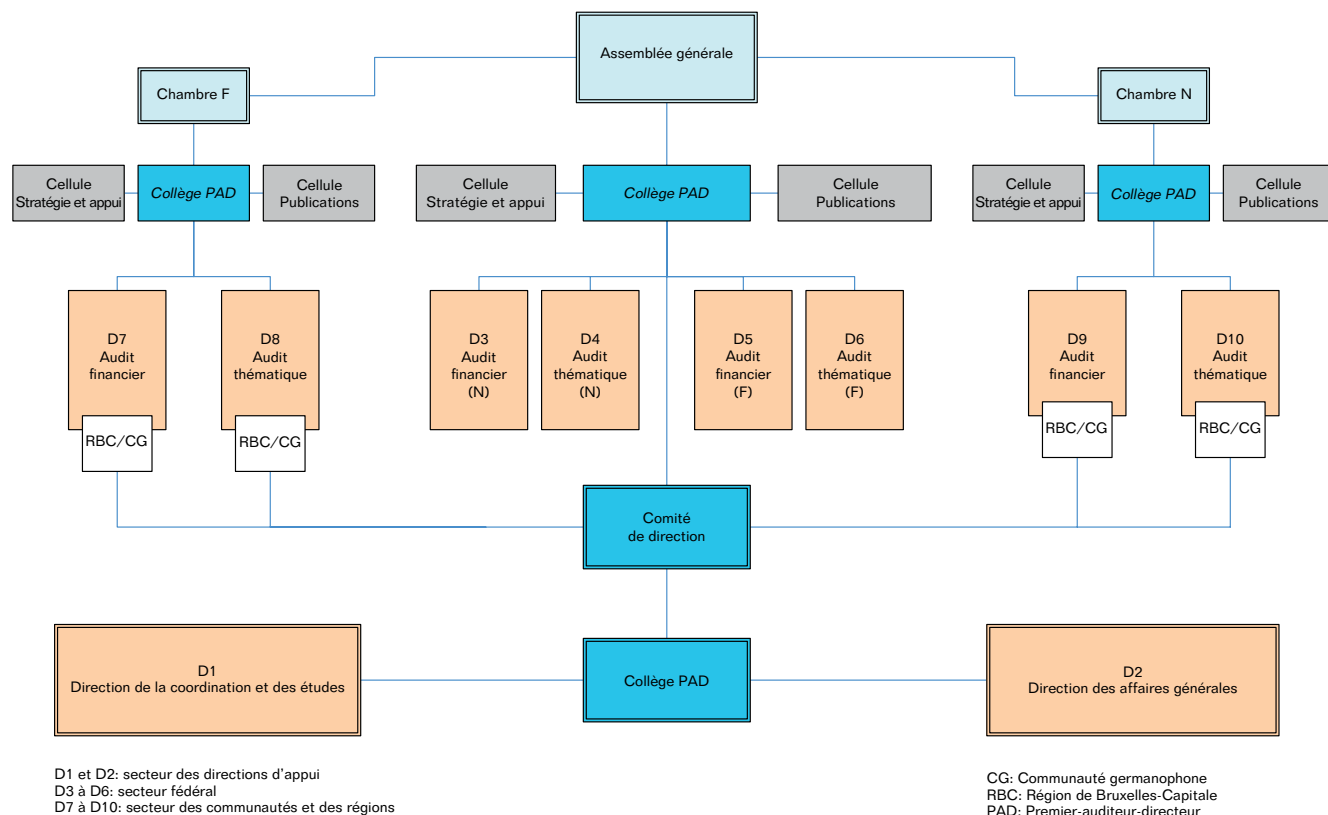 Assemblée générale
Chambre F
Chambre N
Cellule
Stratégie et appui
Collège PAD
Cellule
Publications
Cellule
Stratégie et appui
Collège PAD
Cellule
Publications
Cellule
Stratégie et appui
Collège PAD
Cellule
Publications
D7
Audit
financier
RBC/CG
D8
Audit
thématique
RBC/CG
D3
Audit
financier
(N)
D4
Audit
thématique
(N)
D5
Audit
financier
(F)
D6
Audit
thématique
(F)
D9
Audit
financier
RBC/CG
D10
Audit
thématique
RBC/CG
Comité
de direction
D1
Direction de la coordination et des études
Collège PAD
D2
Direction des affaires générales
D1 et D2: secteur des directions d'appui
D3 à D6: secteur fédéral
D7 à D10: secteur des communautés et des régions
CG: Communauté germanophone
RBC: Région de Bruxelles-Capitale
PAD: Premier-auditeur-directeur